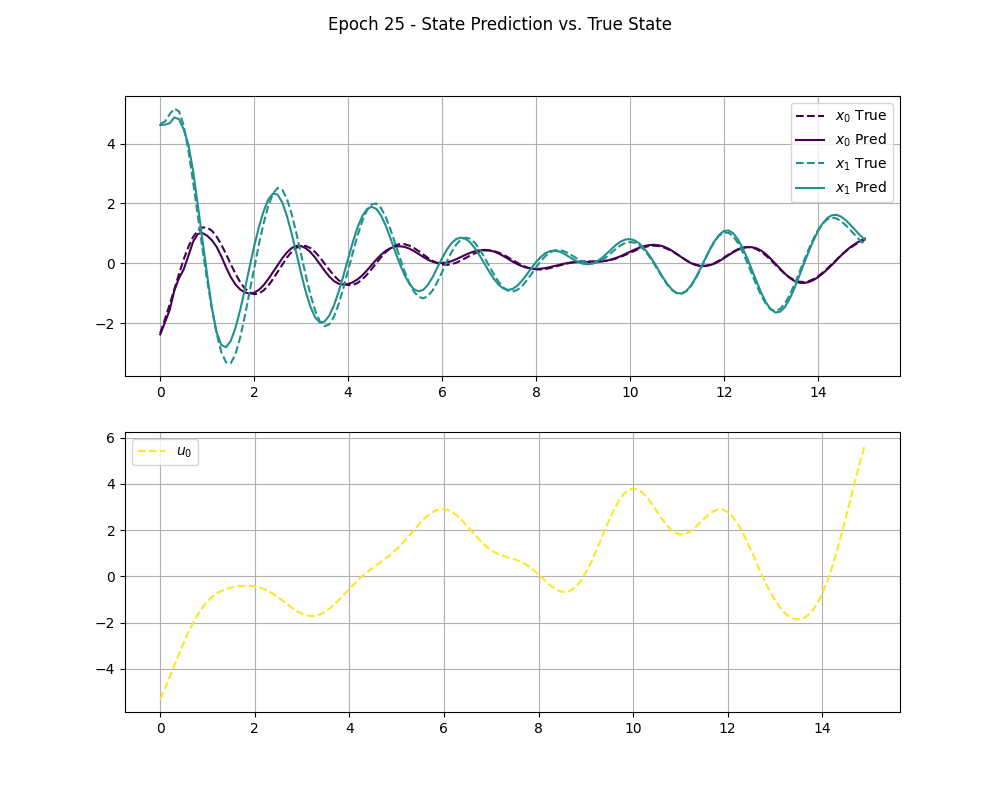 Epoch 25 - State Prediction vs. True State
4
2
0
−2
x₀ True
x₀ Pred
x₁ True
x₁ Pred
0 2 4 6 8 10 12 14
6
4
2
0
−2
−4
u₀
0 2 4 6 8 10 12 14